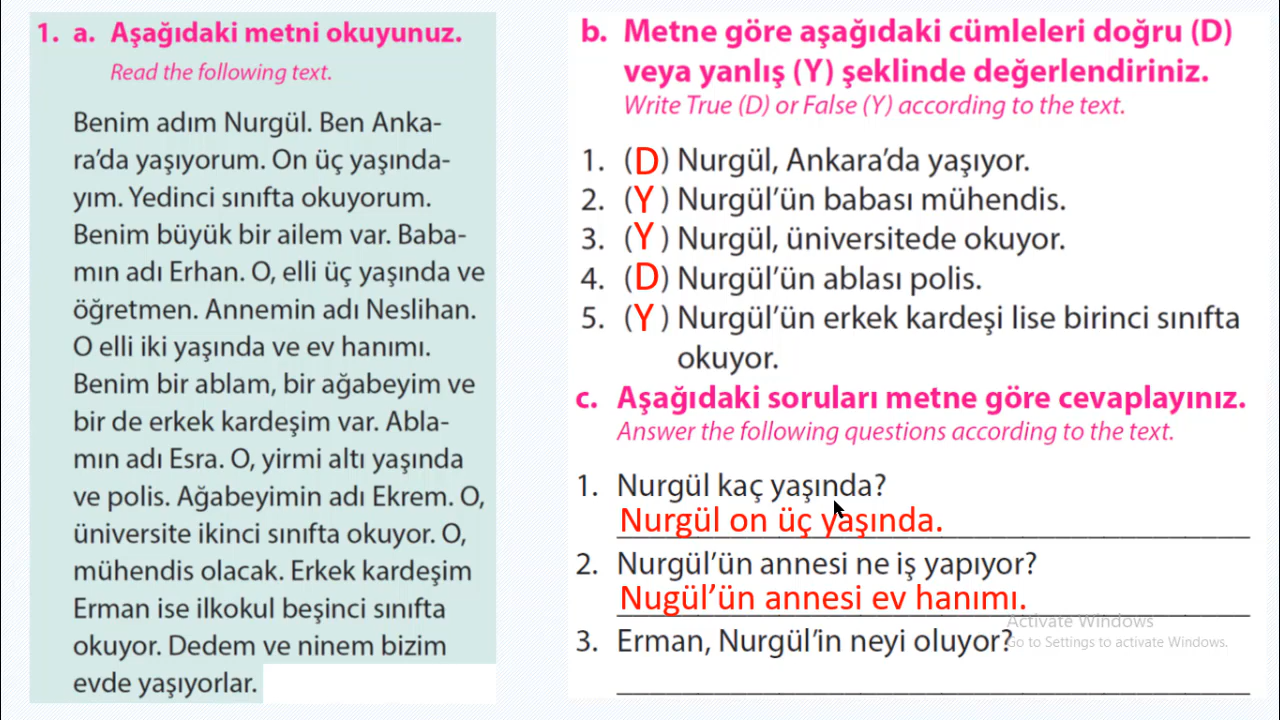 1. a. Aşağıdaki metni okuyunuz.
Read the following text.
Benim adım Nurgül. Ben Anka-
ra’da yaşıyorum. On üç yaşında-
yım. Yedinci sınıfta okuyorum.
Benim büyük bir ailem var. Baba-
mın adı Erhan. O, elli üç yaşında ve
öğretmen. Annemin adı Neslihan.
O elli iki yaşında ve ev hanımı.
Benim bir ablam, bir ağabeyim ve
bir de erkek kardeşim var. Abla-
mın adı Esra. O, yirmi altı yaşında
ve polis. Ağabeyimin adı Ekrem. O,
üniversite ikinci sınıfta okuyor. O,
mühendis olacak. Erkek kardeşim
Erman ise ilkokul beşinci sınıfta
okuyor. Dedem ve ninem bizim
evde yaşıyorlar.
b. Metne göre aşağıdaki cümleleri doğru (D)
veya yanlış (Y) şeklinde değerlendiriniz.
Write True (D) or False (Y) according to the text.
1. (D) Nurgül, Ankara’da yaşıyor.
2. (Y) Nurgül’ün babası mühendis.
3. (Y) Nurgül, üniversitede okuyor.
4. (D) Nurgül’ün ablası polis.
5. (Y) Nurgül’ün erkek kardeşi lise birinci sınıfta
okuyor.
c. Aşağıdaki soruları metne göre cevaplayınız.
Answer the following questions according to the text.
1. Nurgül kaç yaşında?
Nurgül on üç yaşında.
2. Nurgül’ün annesi ne iş yapıyor?
Nugül’ün annesi ev hanımı.
3. Erman, Nurgül’in neyi oluyor?
Activate Windows
Go to Settings to activate Windows.